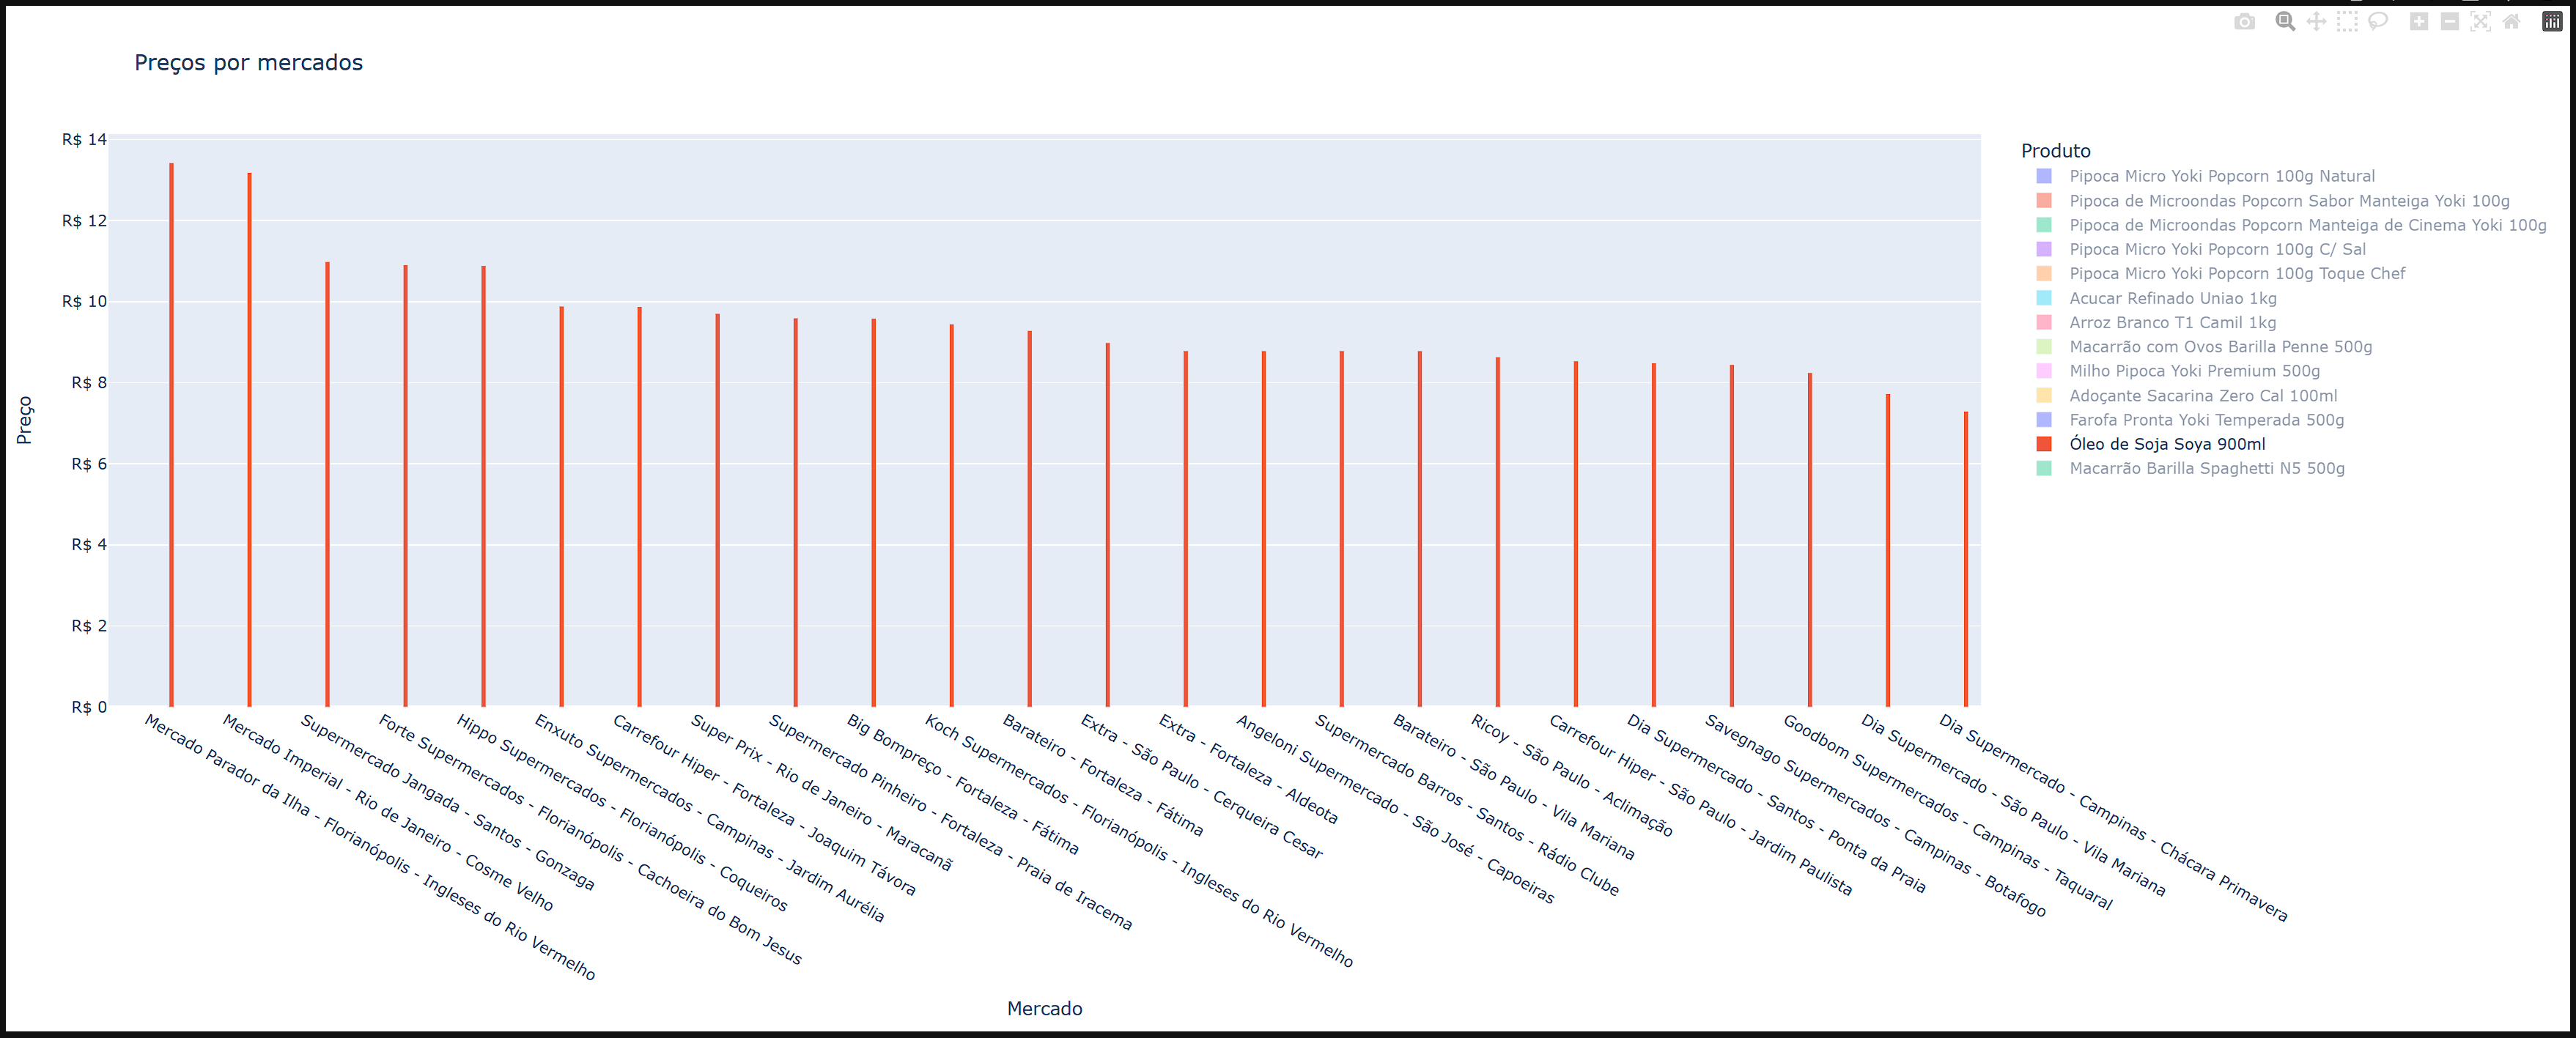 Preços por mercados
R$ 14
R$ 12
R$ 10
R$ 8
R$ 6
R$ 4
R$ 2
R$ 0
Preço
Mercado Parador da Ilha - Florianópolis - Ingleses do Rio Vermelho
Mercado Imperial - Rio de Janeiro - Cosme Velho
Supermercado Jangada - Santos - Gonzaga
Forte Supermercados - Florianópolis - Cachoeira do Bom Jesus
Hippo Supermercados - Florianópolis - Coqueiros
Enxuto Supermercados - Campinas - Jardim Aurélia
Carrefour Hiper - Fortaleza - Joaquim Távora
Super Prix - Rio de Janeiro - Maracanã
Supermercado Pinheiro - Fortaleza - Praia de Iracema
Big Bompreço - Fortaleza - Fátima
Koch Supermercados - Florianópolis - Ingleses do Rio Vermelho
Barateiro - Fortaleza - Fátima
Extra - São Paulo - Cerqueira Cesar
Extra - Fortaleza - Aldeota
Angeloni Supermercado - São José - Capoeiras
Supermercado Barros - Santos - Rádio Clube
Barateiro - São Paulo - Vila Mariana
Ricoy - São Paulo - Aclimação
Carrefour Hiper - São Paulo - Jardim Paulista
Dia Supermercado - Santos - Ponta da Praia
Savegnago Supermercados - Campinas - Botafogo
Goodbom Supermercados - Campinas - Taquaral
Dia Supermercado - São Paulo - Vila Mariana
Dia Supermercado - Campinas - Chácara Primavera
Mercado
Produto
Pipoca Micro Yoki Popcorn 100g Natural
Pipoca de Microondas Popcorn Sabor Manteiga Yoki 100g
Pipoca de Microondas Popcorn Manteiga de Cinema Yoki 100g
Pipoca Micro Yoki Popcorn 100g C/ Sal
Pipoca Micro Yoki Popcorn 100g Toque Chef
Acucar Refinado Uniao 1kg
Arroz Branco T1 Camil 1kg
Macarrão com Ovos Barilla Penne 500g
Milho Pipoca Yoki Premium 500g
Adoçante Sacarina Zero Cal 100ml
Farofa Pronta Yoki Temperada 500g
Óleo de Soja Soya 900ml
Macarrão Barilla Spaghetti N5 500g